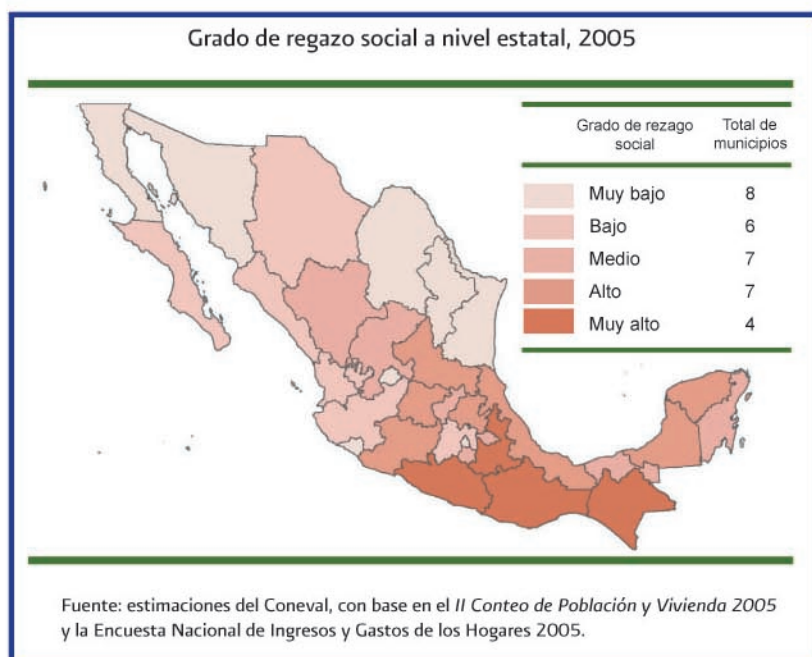 Grado de regazo social a nivel estatal, 2005
Grado de rezago social
Total de municipios
Muy bajo 8
Bajo 6
Medio 7
Alto 7
Muy alto 4
Fuente: estimaciones del Coneval, con base en el II Conteo de Población y Vivienda 2005
y la Encuesta Nacional de Ingresos y Gastos de los Hogares 2005.